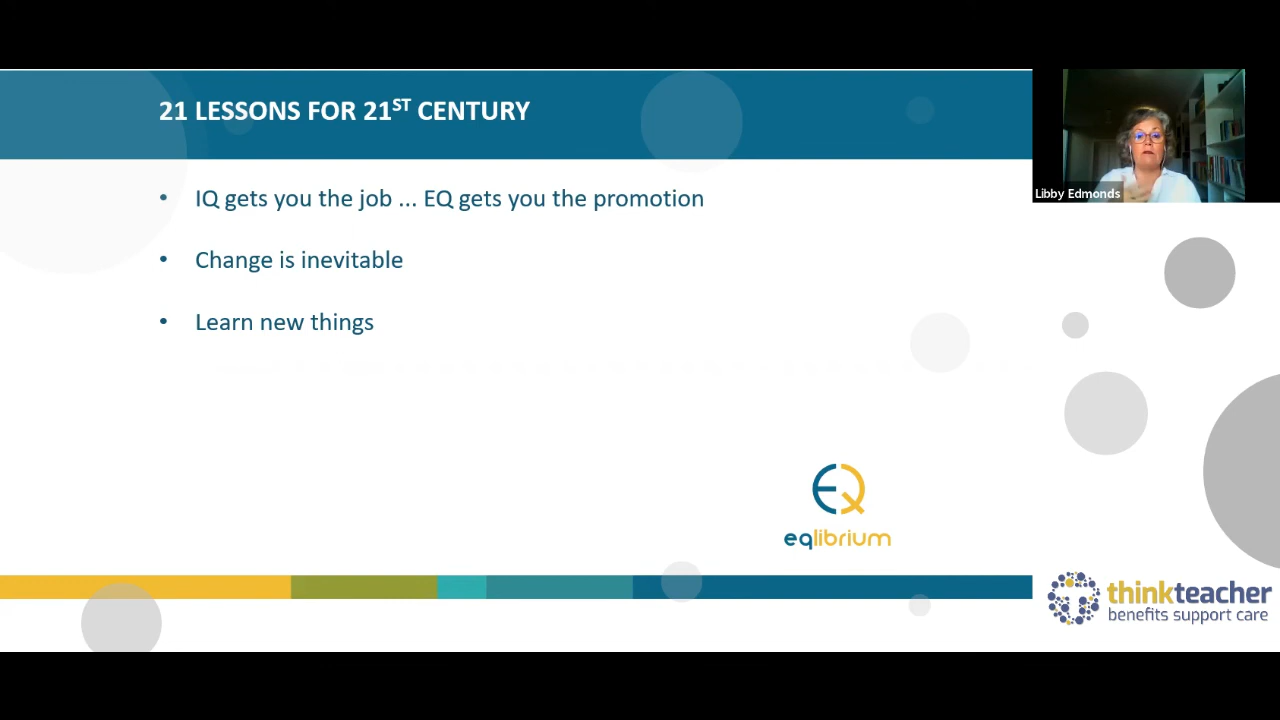 21 LESSONS FOR 21ST CENTURY
Libby Edmonds
• IQ gets you the job ... EQ gets you the promotion
• Change is inevitable
• Learn new things
EQ
eqlibrium
thinkteacher
benefits support care